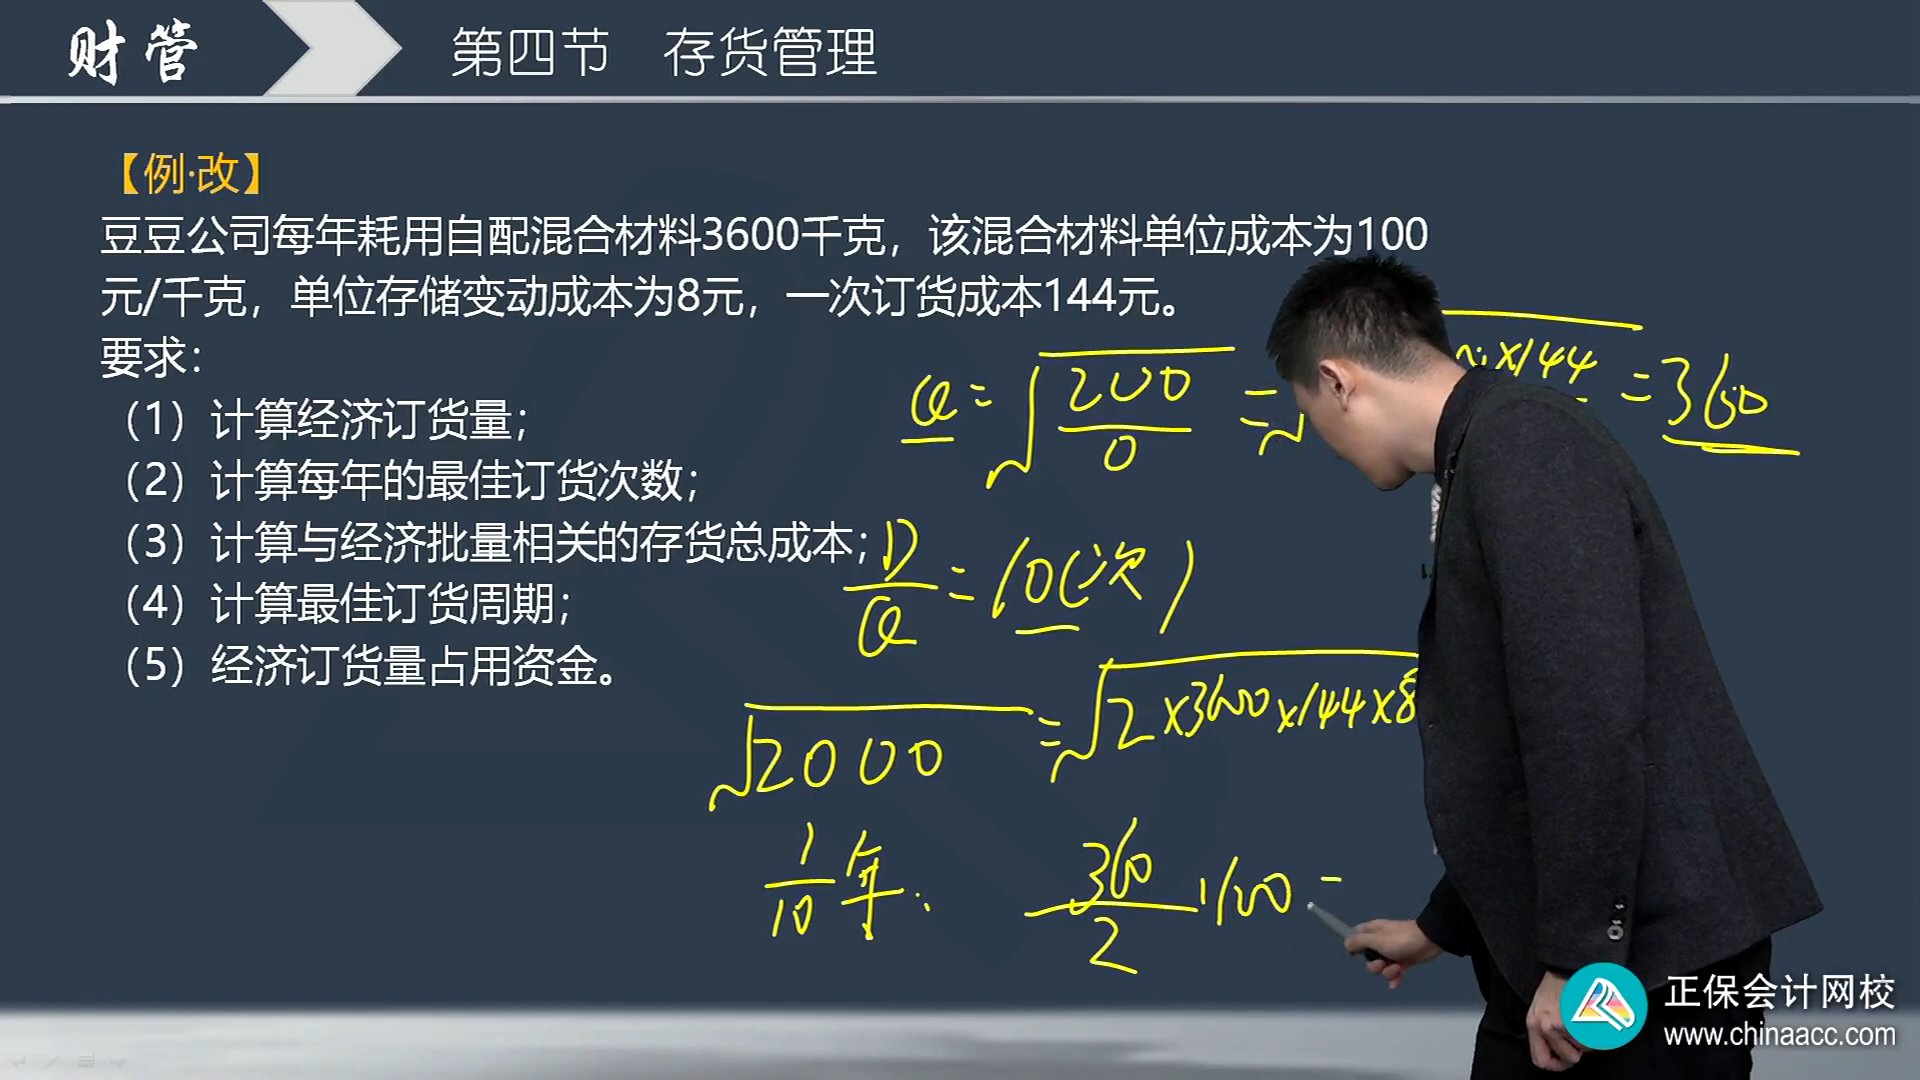 财管
第四节 存货管理
【例·改】
豆豆公司每年耗用自配混合材料3600千克，该混合材料单位成本为100
元/千克，单位存储变动成本为8元，一次订货成本144元。
要求：
（1）计算经济订货量；
（2）计算每年的最佳订货次数；
（3）计算与经济批量相关的存货总成本；
（4）计算最佳订货周期；
（5）经济订货量占用资金。
x144
=360
D/Q=10(次)
√2×3600×144×8
1/10年
360/2×100=
正保会计网校
www.chinaacc.com